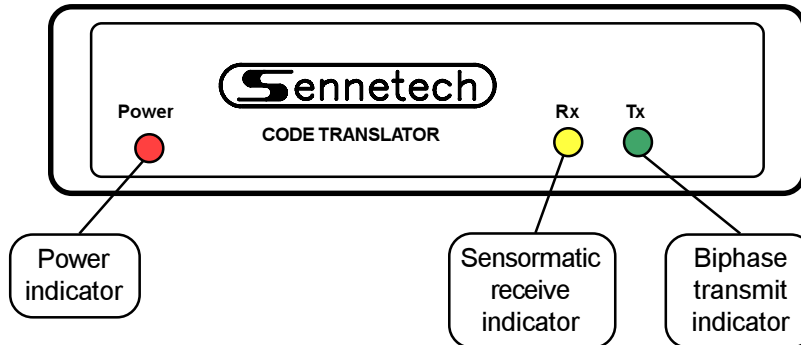 Sennetech
Power
Rx
Tx
CODE TRANSLATOR
Power
indicator
Sensormatic
receive
indicator
Biphase
transmit
indicator